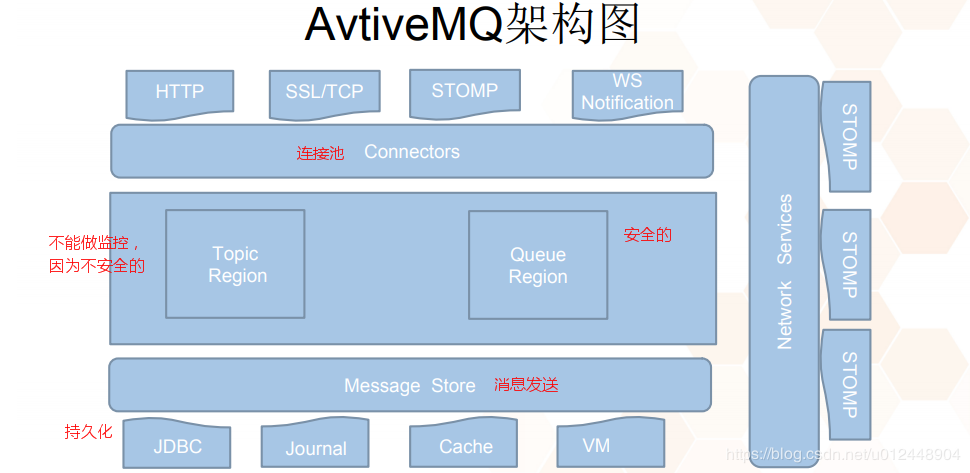 AvtiveMQ架构图
HTTP
SSL/TCP
STOMP
WS
Notification
连接池 Connectors
不能做监控，
因为不安全的
Topic
Region
Queue
Region
安全的
Message Store 消息发送
持久化
JDBC
Journal
Cache
VM
Network Services
STOMP
STOMP
STOMP
https://blog.csdn.net/u012448904